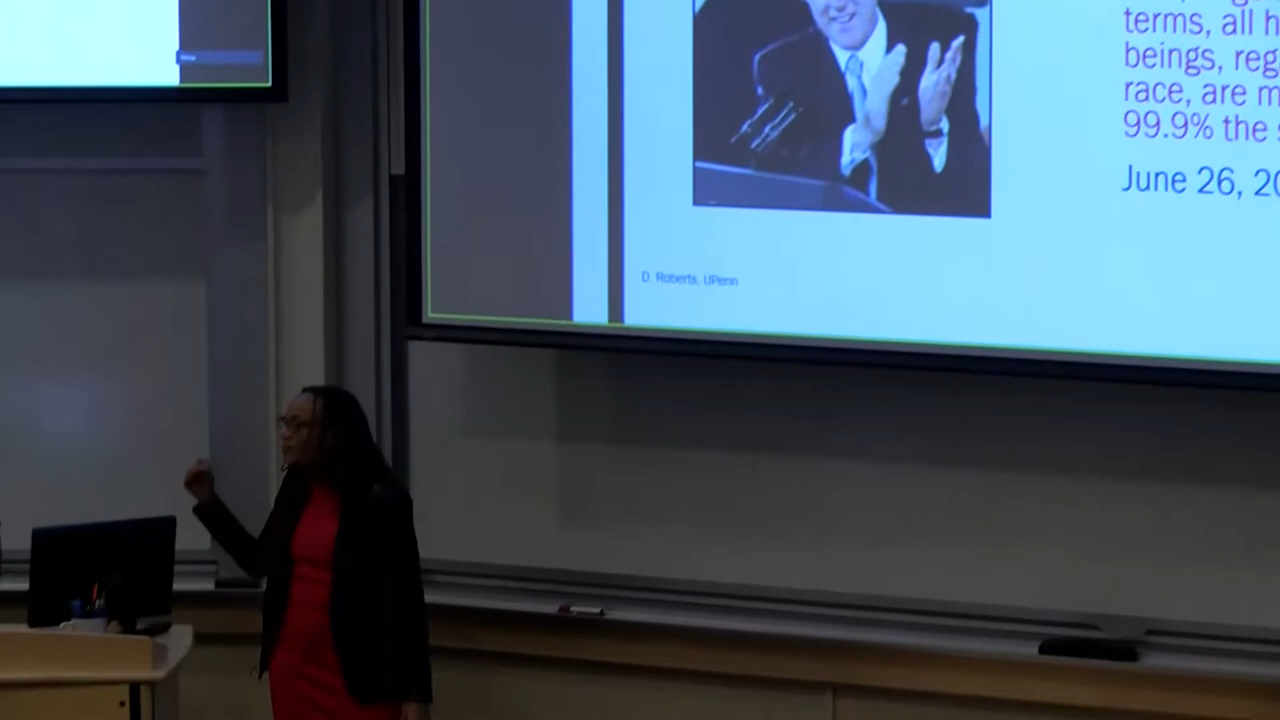 terms, all h
beings, reg
race, are m
99.9% the
June 26, 20
D. Roberts, UPenn